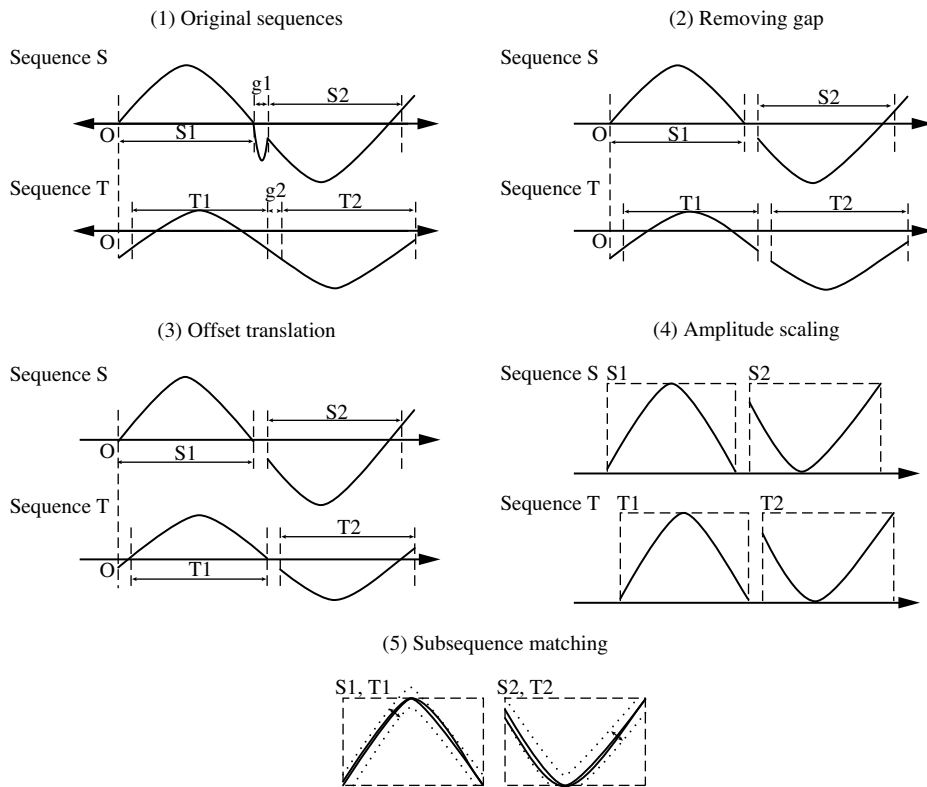 (1) Original sequences
Sequence S
g1
S2
O
S1
Sequence T
T1
g2
T2
O
(2) Removing gap
Sequence S
S2
O
S1
Sequence T
T1
T2
O
(3) Offset translation
Sequence S
S2
O
S1
Sequence T
T2
O
T1
(4) Amplitude scaling
Sequence S
S1
S2
Sequence T
T1
T2
(5) Subsequence matching
S1, T1
S2, T2